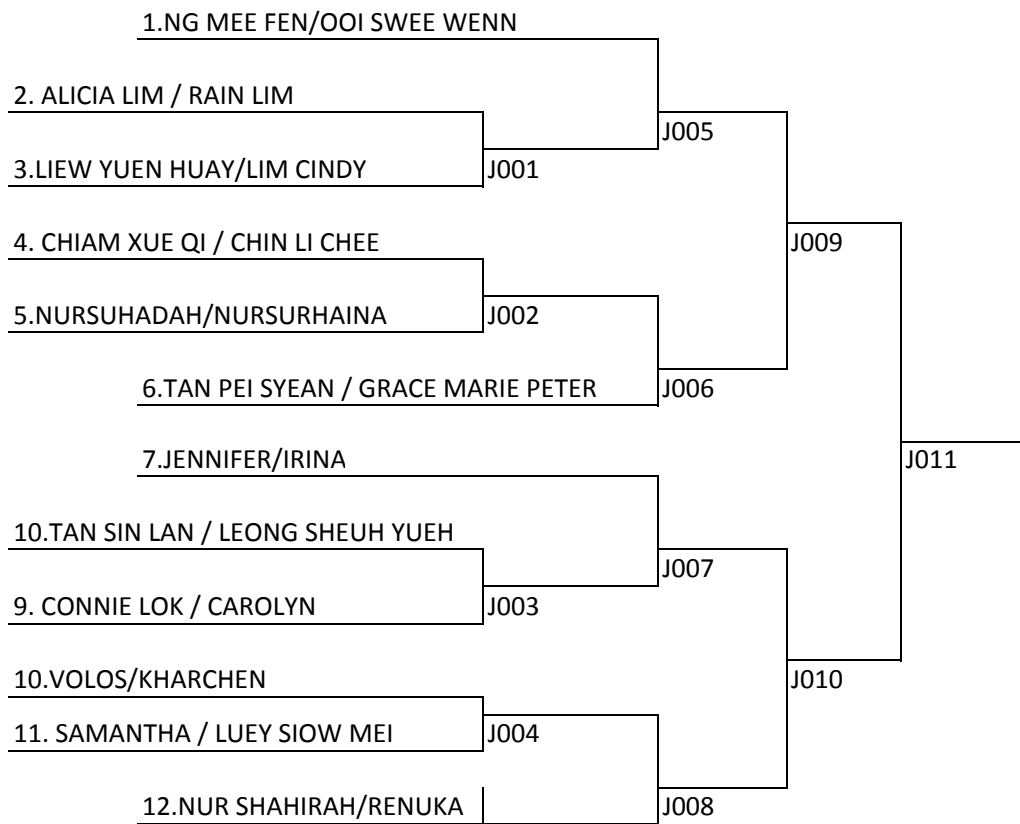 1.NG MEE FEN/OOI SWEE WENN
2. ALICIA LIM / RAIN LIM
J005
3.LIEW YUEN HUAY/LIM CINDY
J001
4. CHIAM XUE QI / CHIN LI CHEE
J009
5.NURSUHADAH/NURSURHAINA
J002
6.TAN PEI SYEAN / GRACE MARIE PETER
J006
7.JENNIFER/IRINA
J011
10.TAN SIN LAN / LEONG SHEUH YUEH
J007
9. CONNIE LOK / CAROLYN
J003
10.VOLOS/KHARCHEN
J010
11. SAMANTHA / LUEY SIOW MEI
J004
12.NUR SHAHIRAH/RENUKA
J008